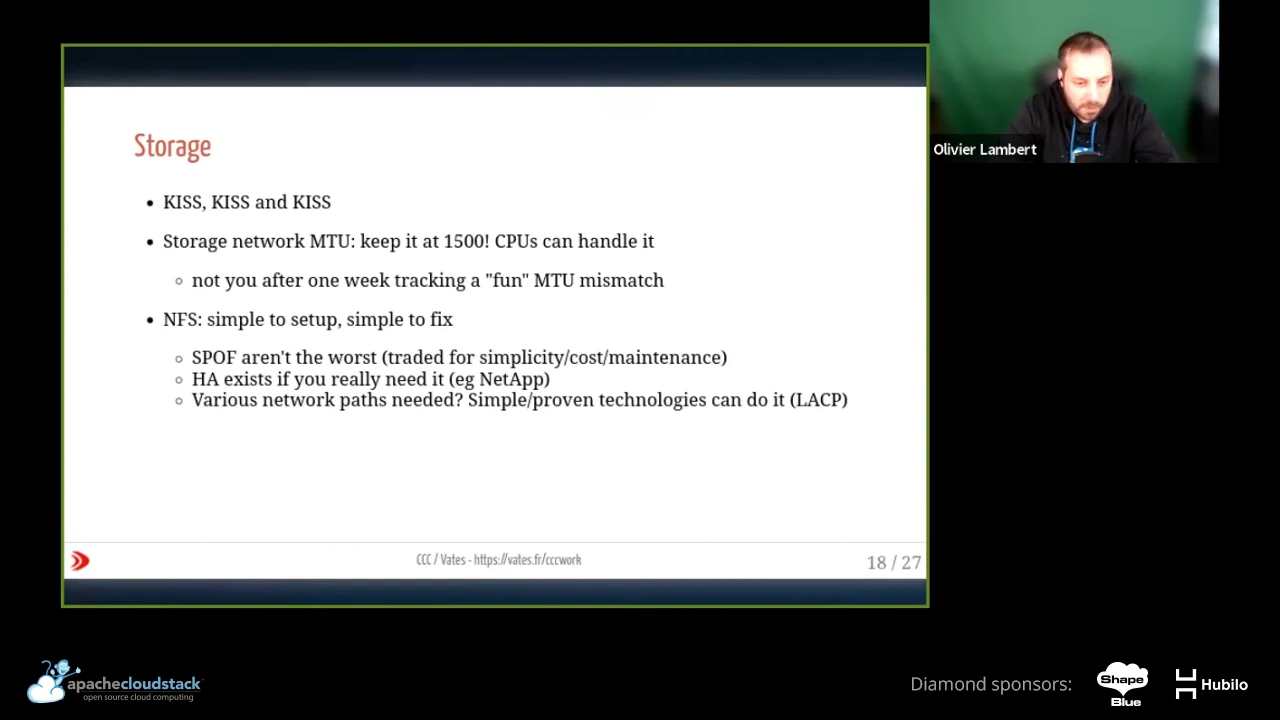 Storage
KISS, KISS and KISS
Storage network MTU: keep it at 1500! CPUs can handle it
not you after one week tracking a "fun" MTU mismatch
NFS: simple to setup, simple to fix
SPOF aren't the worst (traded for simplicity/cost/maintenance)
HA exists if you really need it (eg NetApp)
Various network paths needed? Simple/proven technologies can do it (LACP)
CCC / Vates - https://vates.fr/cccwork
18 / 27
Olivier Lambert
apachecloudstack
open source cloud computing
Diamond sponsors:
Shape
Blue
Hubilo